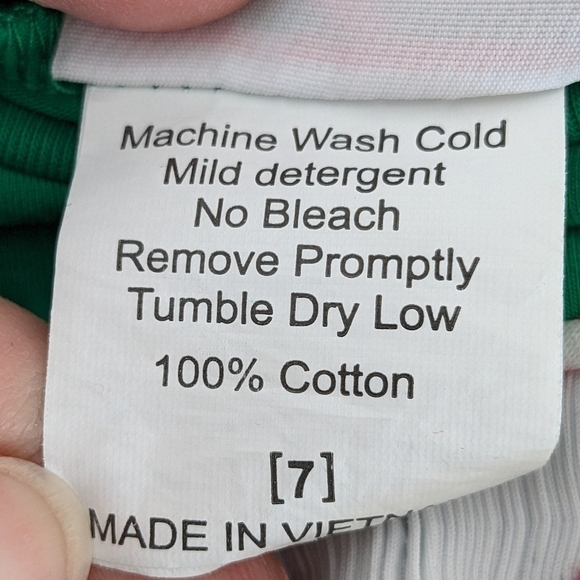 Machine Wash Cold
Mild detergent
No Bleach
Remove Promptly
Tumble Dry Low
100% Cotton
[7]
MADE IN